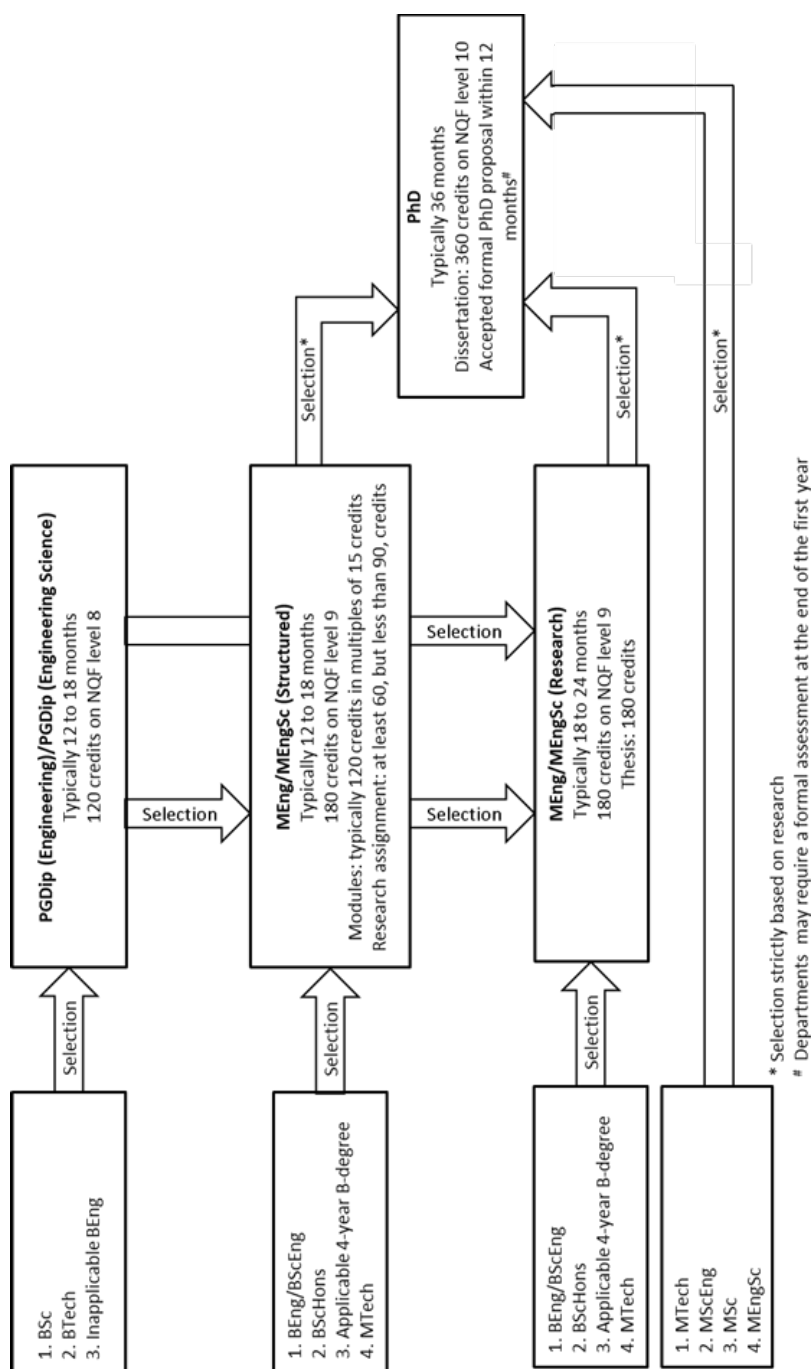 1. BSc
2. BTech
3. Inapplicable BEng
Selection
PGDip (Engineering)/PGDip (Engineering Science)
Typically 12 to 18 months
120 credits on NQF level 8
Selection
1. BEng/BScEng
2. BScHons
3. Applicable 4-year B-degree
4. MTech
Selection
MEng/MEngSc (Structured)
Typically 12 to 18 months
180 credits on NQF level 9
Modules: typically 120 credits in multiples of 15 credits
Research assignment: at least 60, but less than 90, credits
Selection*
Selection
Selection
PhD
Typically 36 months
Dissertation: 360 credits on NQF level 10
Accepted formal PhD proposal within 12
months#
1. BEng/BScEng
2. BScHons
3. Applicable 4-year B-degree
4. MTech
Selection
MEng/MEngSc (Research)
Typically 18 to 24 months
180 credits on NQF level 9
Thesis: 180 credits
Selection*
1. MTech
2. MScEng
3. MSc
4. MEngSc
Selection*
* Selection strictly based on research
# Departments may require a formal assessment at the end of the first year